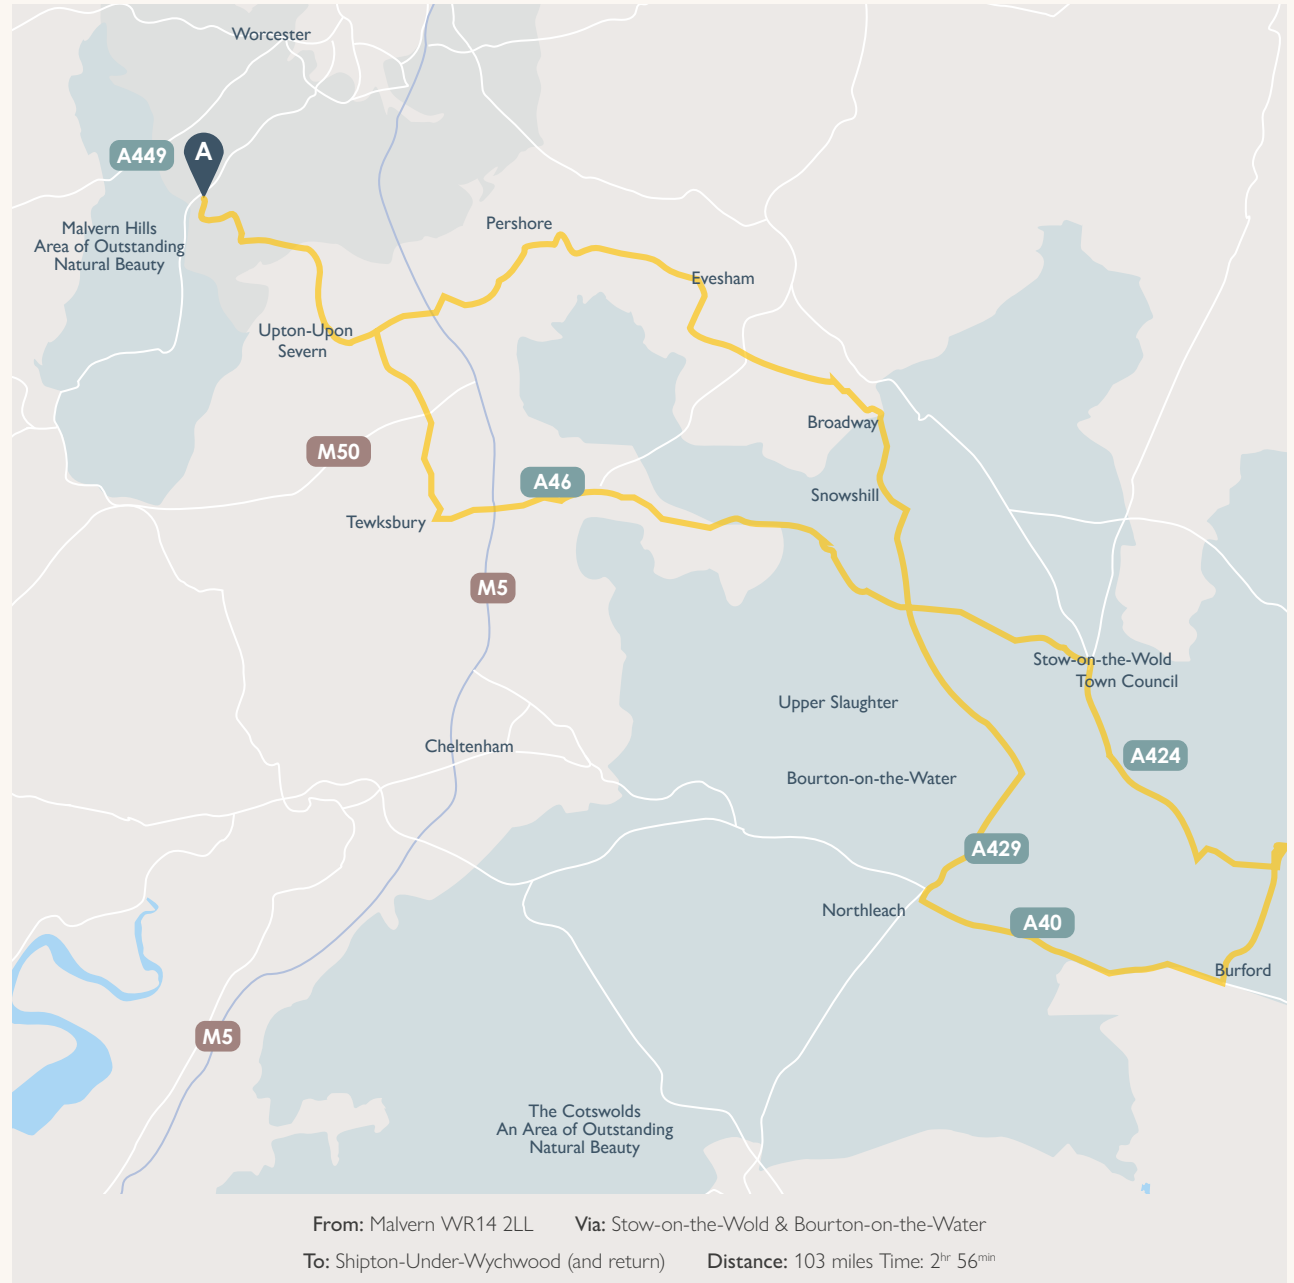 Worcester
A449
A
Malvern Hills
Area of Outstanding
Natural Beauty
Pershore
Evesham
Upton-Upon
Severn
Broadway
M50
A46
Snowshill
Tewksbury
M5
Stow-on-the-Wold
Town Council
Upper Slaughter
Cheltenham
A424
Bourton-on-the-Water
A429
Northleach
A40
Burford
M5
The Cotswolds
An Area of Outstanding
Natural Beauty
From: Malvern WR14 2LL Via: Stow-on-the-Wold & Bourton-on-the-Water
To: Shipton-Under-Wychwood (and return) Distance: 103 miles Time: 2hr 56min